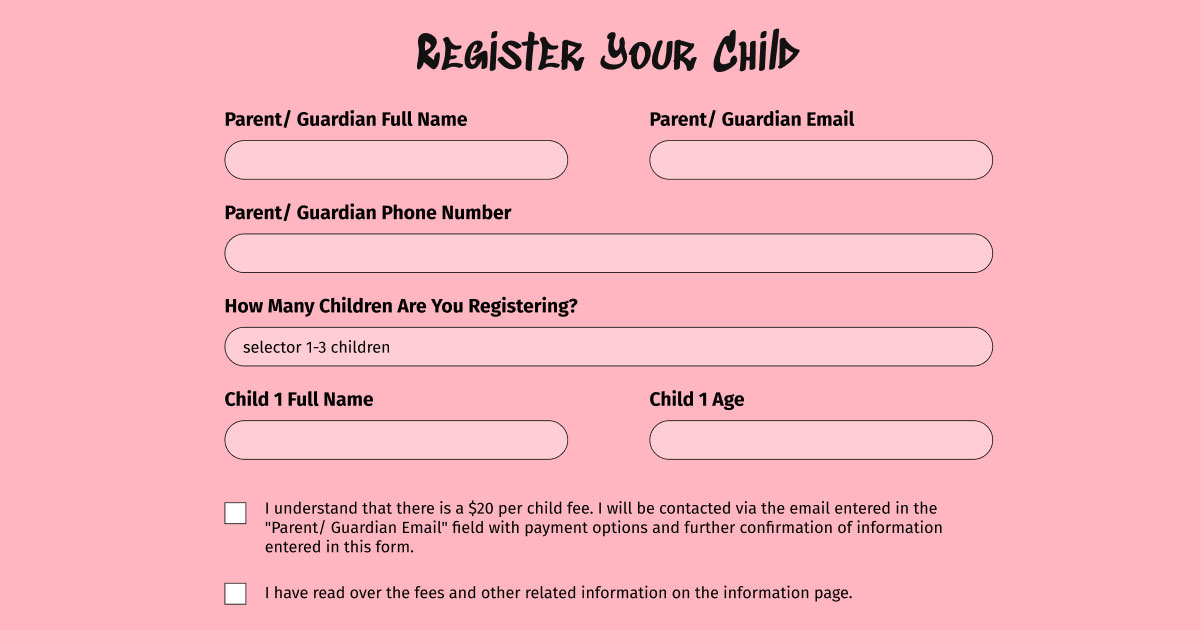 Register Your Child
Parent/ Guardian Full Name
Parent/ Guardian Email
Parent/ Guardian Phone Number
How Many Children Are You Registering?
selector 1-3 children
Child 1 Full Name
Child 1 Age
I understand that there is a $20 per child fee. I will be contacted via the email entered in the
"Parent/ Guardian Email" field with payment options and further confirmation of information
entered in this form.
I have read over the fees and other related information on the information page.